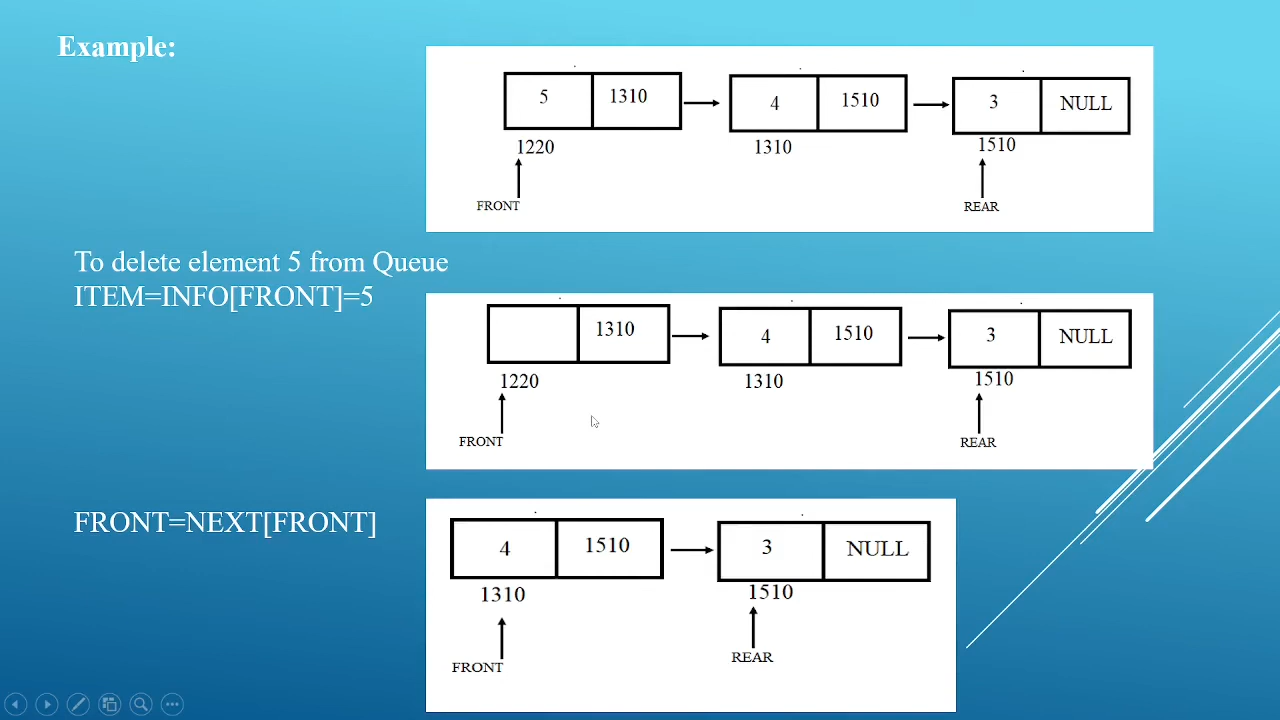 Example:
5 1310 4 1510 3 NULL
1220 1310 1510
FRONT REAR
To delete element 5 from Queue
ITEM=INFO[FRONT]=5
1310 4 1510 3 NULL
1220 1310 1510
FRONT REAR
FRONT=NEXT[FRONT]
4 1510 3 NULL
1310 1510
FRONT REAR